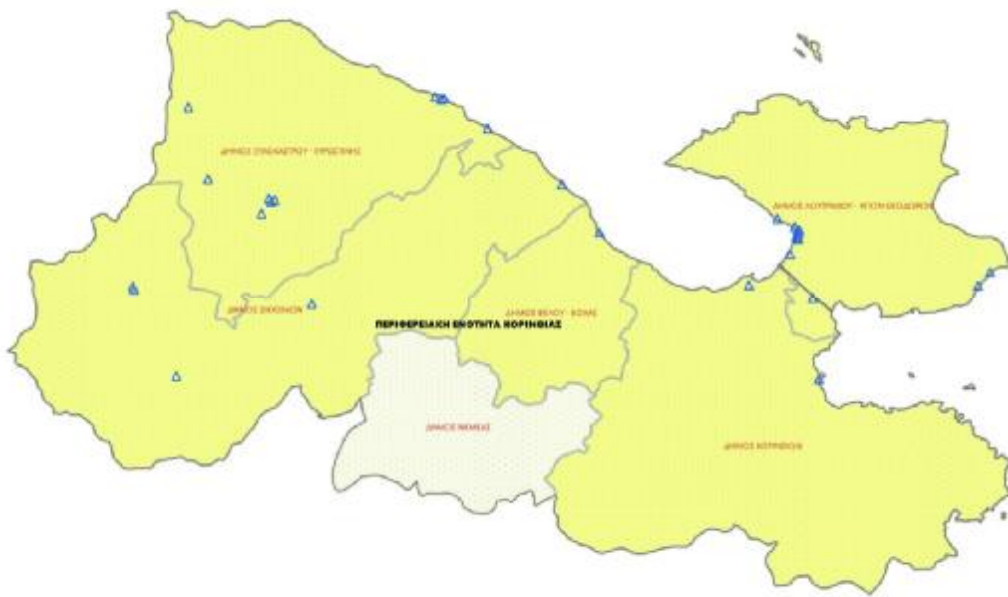 ΔΗΜΟΣ ΞΥΛΟΚΑΣΤΡΟΥ - ΕΥΡΩΣΤΙΝΗΣ
ΔΗΜΟΣ ΛΟΥΤΡΑΚΙΟΥ - ΑΓΙΩΝ ΘΕΟΔΩΡΩΝ
ΔΗΜΟΣ ΣΙΚΥΩΝΙΩΝ
ΔΗΜΟΣ ΒΕΛΟΥ - ΒΟΧΑΣ
ΠΕΡΙΦΕΡΕΙΑΚΗ ΕΝΟΤΗΤΑ ΚΟΡΙΝΘΙΑΣ
ΔΗΜΟΣ ΝΕΜΕΑΣ
ΔΗΜΟΣ ΚΟΡΙΝΘΙΩΝ